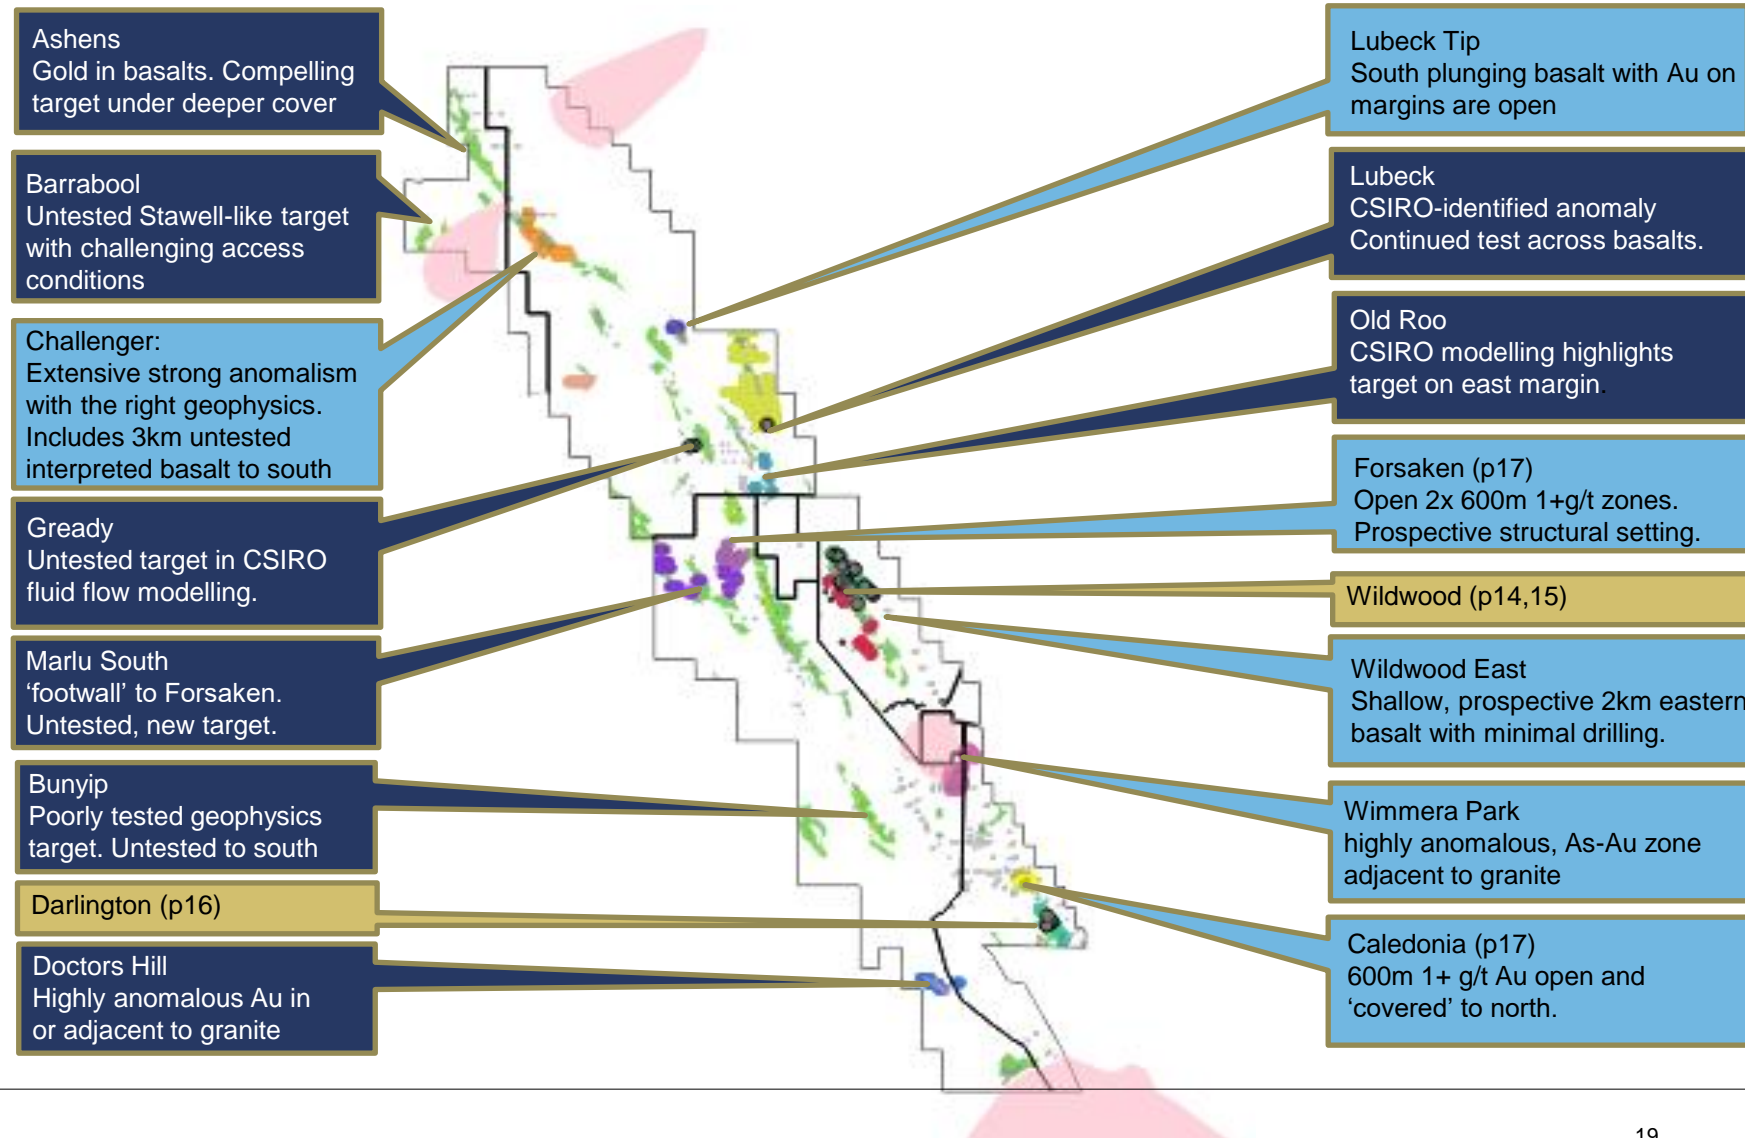 Ashens
Gold in basalts. Compelling
target under deeper cover
Barrabool
Untested Stawell-like target
with challenging access
conditions
Challenger:
Extensive strong anomalism
with the right geophysics.
Includes 3km untested
interpreted basalt to south
Gready
Untested target in CSIRO
fluid flow modelling.
Marlu South
‘footwall’ to Forsaken.
Untested, new target.
Bunyip
Poorly tested geophysics
target. Untested to south
Darlington (p16)
Doctors Hill
Highly anomalous Au in
or adjacent to granite
Lubeck Tip
South plunging basalt with Au on
margins are open
Lubeck
CSIRO-identified anomaly
Continued test across basalts.
Old Roo
CSIRO modelling highlights
target on east margin.
Forsaken (p17)
Open 2x 600m 1+g/t zones.
Prospective structural setting.
Wildwood (p14,15)
Wildwood East
Shallow, prospective 2km eastern
basalt with minimal drilling.
Wimmera Park
highly anomalous, As-Au zone
adjacent to granite
Caledonia (p17)
600m 1+ g/t Au open and
‘covered’ to north.
19